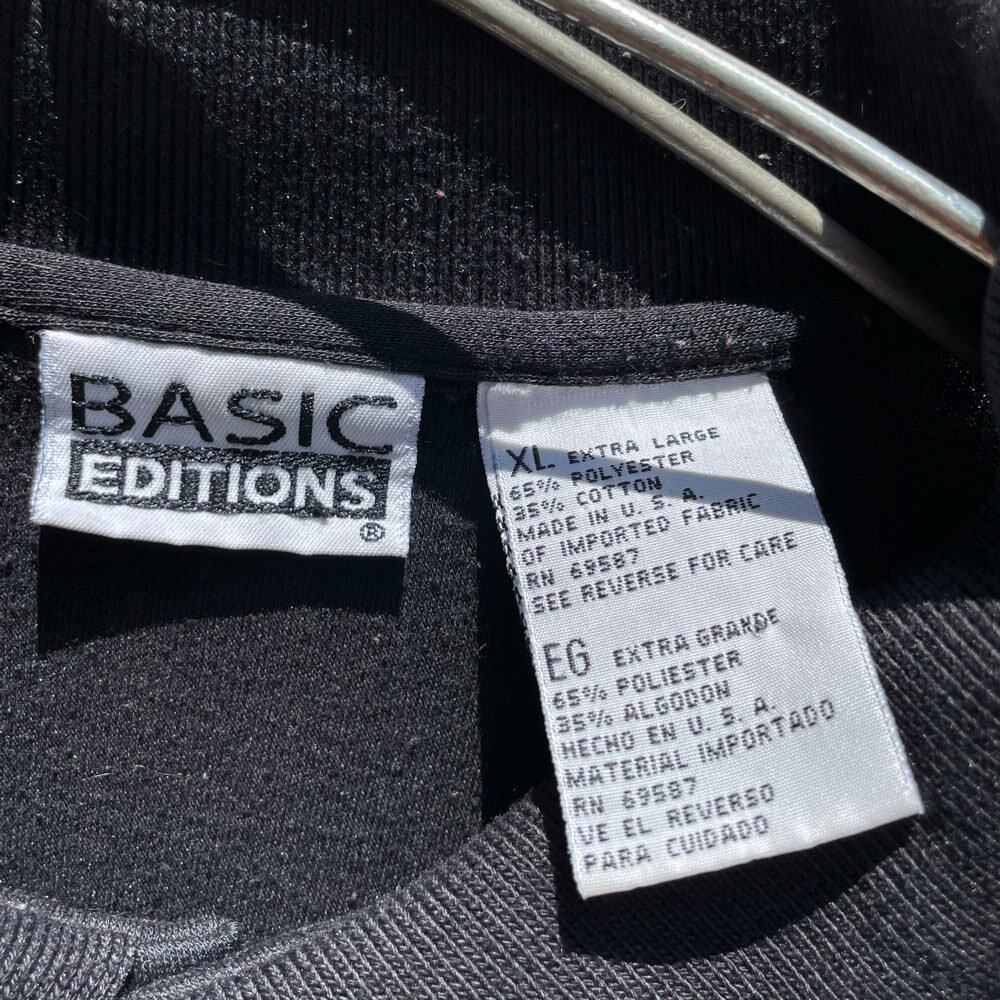 BASIC
EDITIONS
®
XL EXTRA LARGE
65% POLYESTER
35% COTTON
MADE IN U. S. A.
OF IMPORTED FABRIC
RN 69587
SEE REVERSE FOR CARE
EG EXTRA GRANDE
65% POLIESTER
35% ALGODON
HECHO EN U. S. A.
MATERIAL IMPORTADO
RN 69587
VE EL REVERSO
PARA CUIDADO